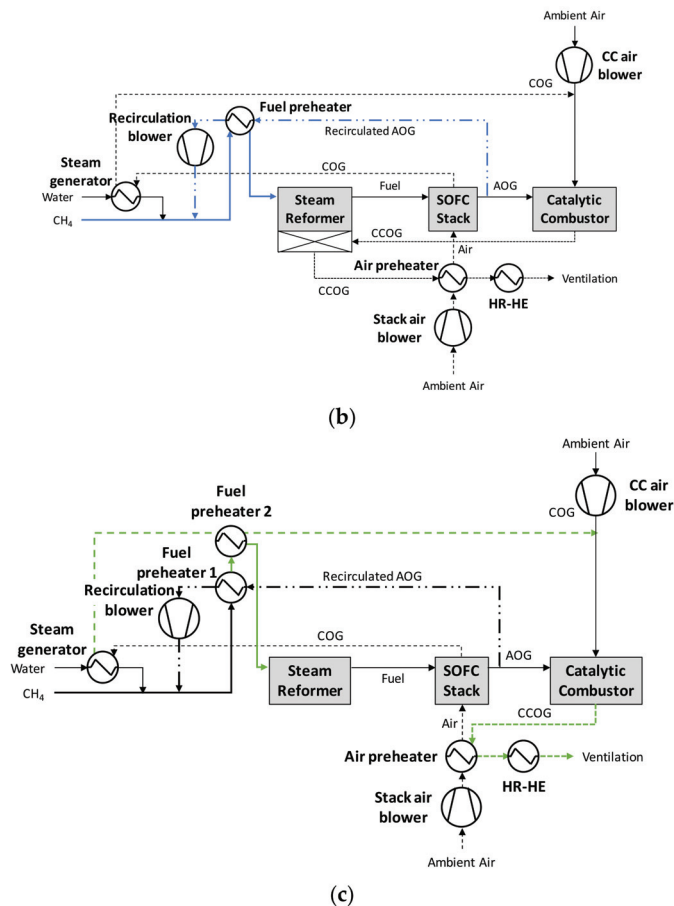 Ambient Air
CC air
blower
COG
Fuel preheater
Recirculation
blower
Recirculated AOG
Steam
generator
COG
Water
CH4
Steam
Reformer
Fuel
SOFC
Stack
AOG
Catalytic
Combustor
CCOG
Air
Air preheater
CCOG
HR-HE
Ventilation
Stack air
blower
Ambient Air
(b)
Ambient Air
CC air
blower
COG
Fuel
preheater 2
Fuel
preheater 1
Recirculation
blower
Recirculated AOG
Steam
generator
COG
Water
CH4
Steam
Reformer
Fuel
SOFC
Stack
AOG
Catalytic
Combustor
CCOG
Air
Air preheater
HR-HE
Ventilation
Stack air
blower
Ambient Air
(c)